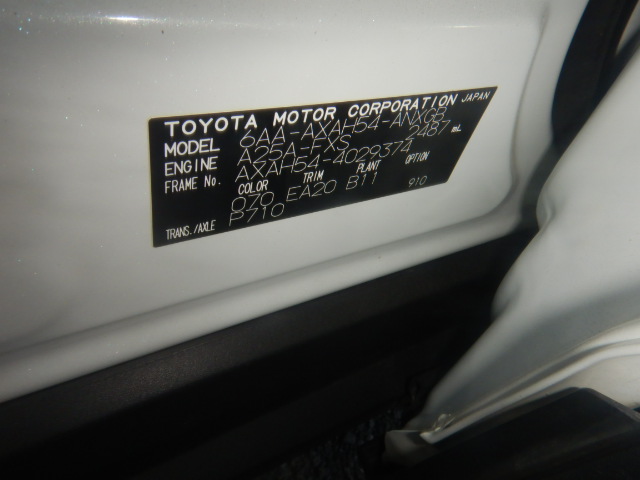 TOYOTA MOTOR CORPORATION JAPAN
MODEL 6AA-AXAH54-ANXGB
ENGINE A25A-FXS 2487 mL
FRAME No. AXAH54-4029374
COLOR TRIM PLANT OPTION
070 EA20 B11 910
TRANS./AXLE P710